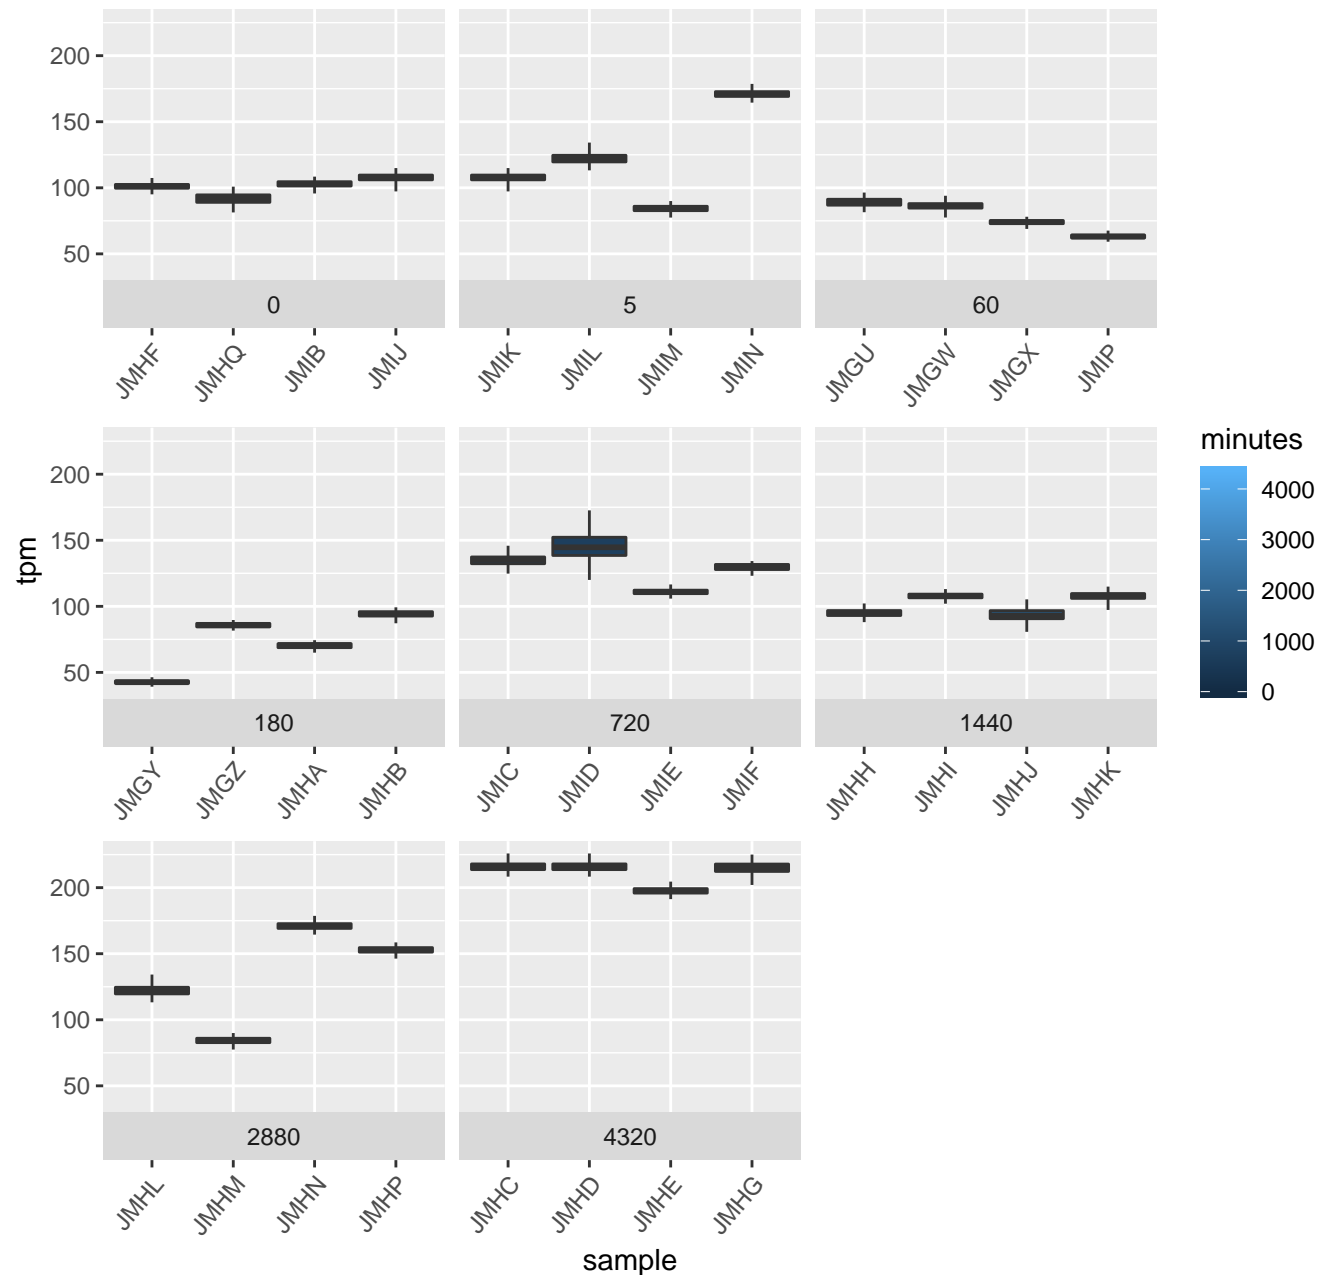 200
150
100
50
0
5
60
JMHF
JMHQ
JMIB
JMIJ
JMIK
JMIL
JMIM
JMIN
JMGU
JMGW
JMGX
JMIP
tpm
200
150
100
50
180
720
1440
JMGY
JMGZ
JMHA
JMHB
JMIC
JMID
JMIE
JMIF
JMHH
JMHI
JMHJ
JMHK
minutes
4000
3000
2000
1000
0
200
150
100
50
2880
4320
JMHL
JMHM
JMHN
JMHP
JMHC
JMHD
JMHE
JMHG
sample